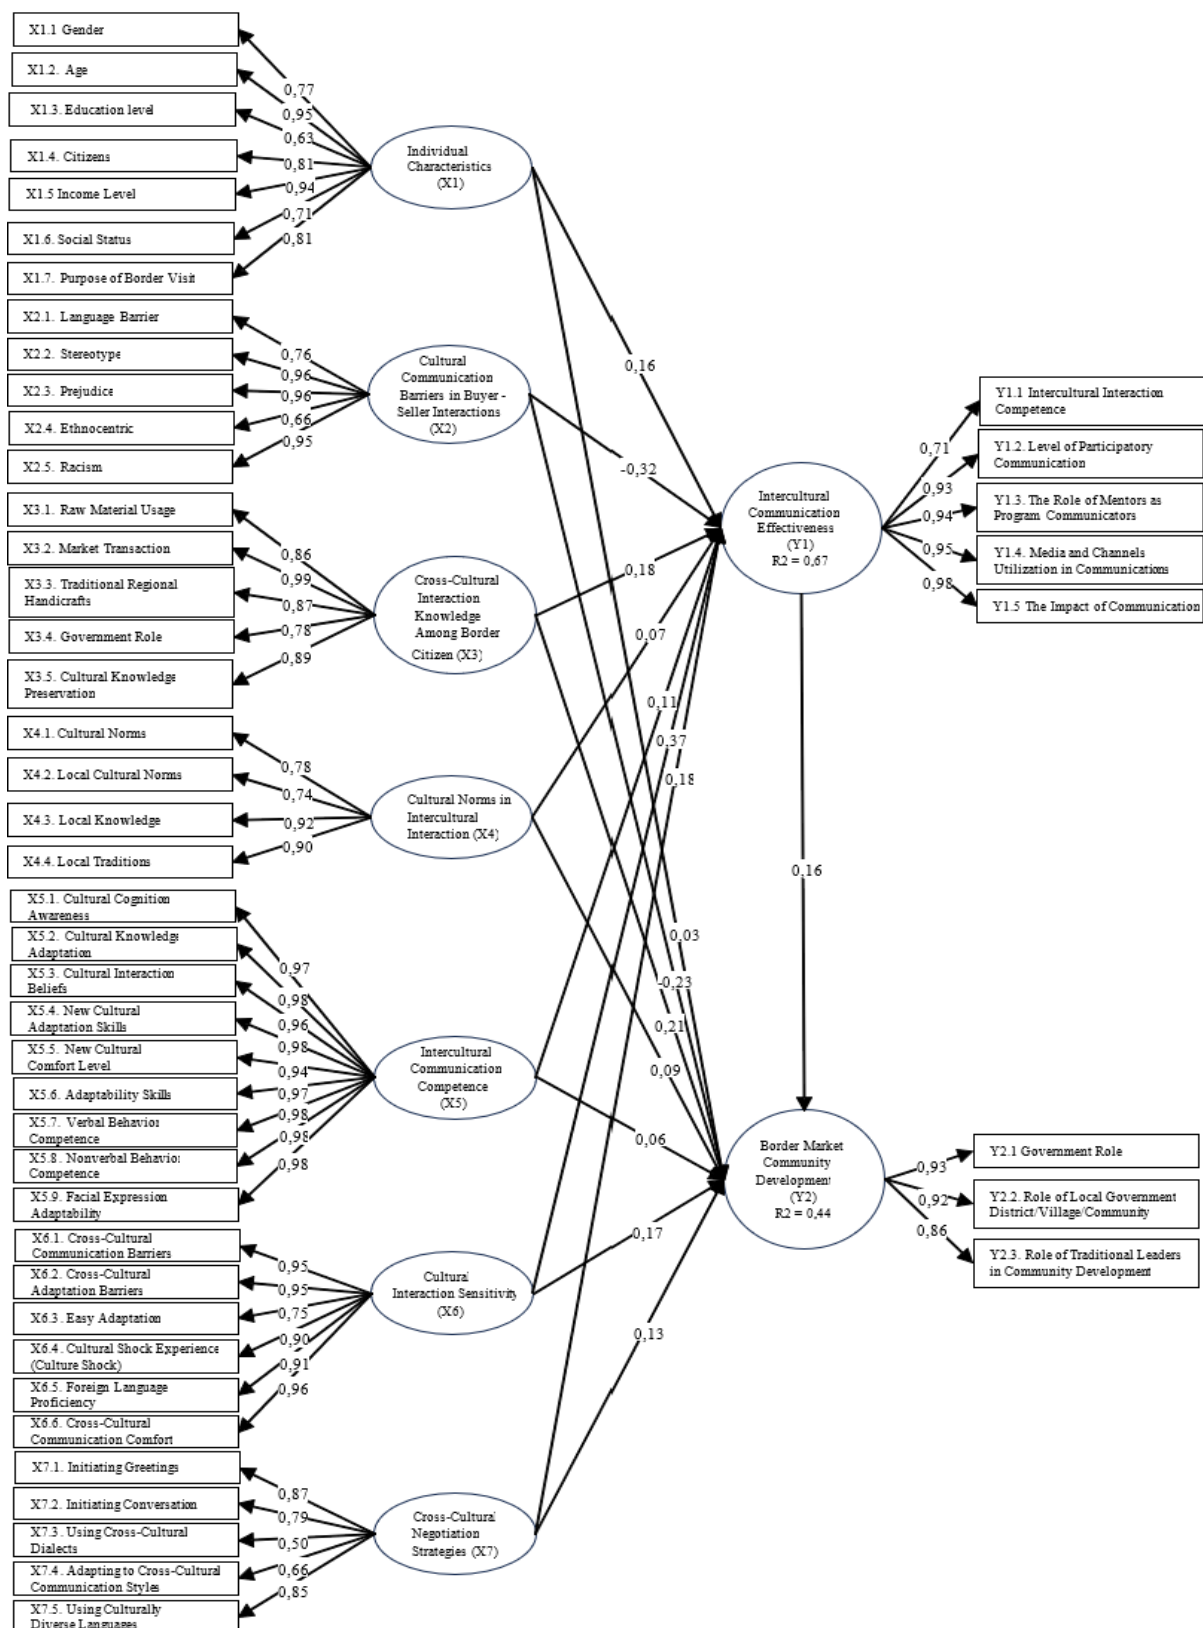 X1.1 Gender
X1.2. Age
X1.3. Education level
X1.4. Citizens
X1.5 Income Level
X1.6. Social Status
X1.7. Purpose of Border Visit
0,77
0,95
0,63
0,81
0,94
0,71
0,81
Individual
Characteristics
(X1)
X2.1. Language Barrier
X2.2. Stereotype
X2.3. Prejudice
X2.4. Ethnocentric
X2.5. Racism
0,76
0,96
0,96
0,66
0,95
Cultural
Communication
Barriers in Buyer -
Seller Interactions
(X2)
X3.1. Raw Material Usage
X3.2. Market Transaction
X3.3. Traditional Regional
Handicrafts
X3.4. Government Role
X3.5. Cultural Knowledge
Preservation
0,86
0,99
0,87
0,78
0,89
Cross-Cultural
Interaction
Knowledge
Among Border
Citizen (X3)
X4.1. Cultural Norms
X4.2. Local Cultural Norms
X4.3. Local Knowledge
X4.4. Local Traditions
0,78
0,74
0,92
0,90
Cultural Norms in
Intercultural
Interaction (X4)
X5.1. Cultural Cognition
Awareness
X5.2. Cultural Knowledge
Adaptation
X5.3. Cultural Interaction
Beliefs
X5.4. New Cultural
Adaptation Skills
X5.5. New Cultural
Comfort Level
X5.6. Adaptability Skills
X5.7. Verbal Behavior
Competence
X5.8. Nonverbal Behavior
Competence
X5.9. Facial Expression
Adaptability
0,97
0,98
0,96
0,98
0,94
0,97
0,98
0,98
0,98
Intercultural
Communication
Competence
(X5)
X6.1. Cross-Cultural
Communication Barriers
X6.2. Cross-Cultural
Adaptation Barriers
X6.3. Easy Adaptation
X6.4. Cultural Shock Experience
(Culture Shock)
X6.5. Foreign Language
Proficiency
X6.6. Cross-Cultural
Communication Comfort
0,95
0,95
0,75
0,90
0,91
0,96
Cultural
Interaction Sensitivity
(X6)
X7.1. Initiating Greetings
X7.2. Initiating Conversation
X7.3. Using Cross-Cultural
Dialects
X7.4. Adapting to Cross-Cultural
Communication Styles
X7.5. Using Culturally
Diverse Languages
0,87
0,79
0,50
0,66
0,85
Cross-Cultural
Negotiation
Strategies (X7)
0,16
-0,32
0,18
0,07
0,11
0,37
0,18
0,03
-0,23
0,21
0,09
0,06
0,17
0,13
Intercultural
Communication
Effectiveness
(Y1)
R2 = 0,67
0,16
Border Market
Community
Development
(Y2)
R2 = 0,44
0,71
0,93
0,94
0,95
0,98
Y1.1 Intercultural Interaction
Competence
Y1.2. Level of Participatory
Communication
Y1.3. The Role of Mentors as
Program Communicators
Y1.4. Media and Channels
Utilization in Communications
Y1.5 The Impact of Communication
0,93
0,92
0,86
Y2.1 Government Role
Y2.2. Role of Local Government
District/Village/Community
Y2.3. Role of Traditional Leaders
in Community Development